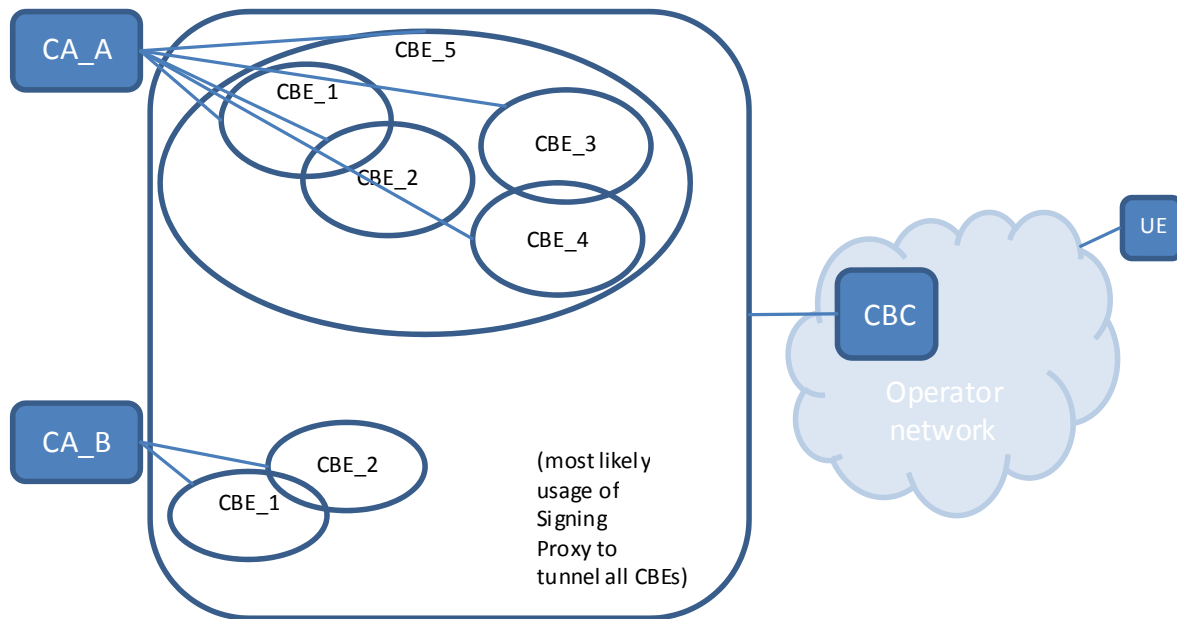 CA_A
CBE_5
CBE_1
CBE_3
CBE_2
CBE_4
UE
CBC
Operator
network
CA_B
CBE_2
CBE_1
(most likely
usage of
Signing
Proxy to
tunnel all CBEs)